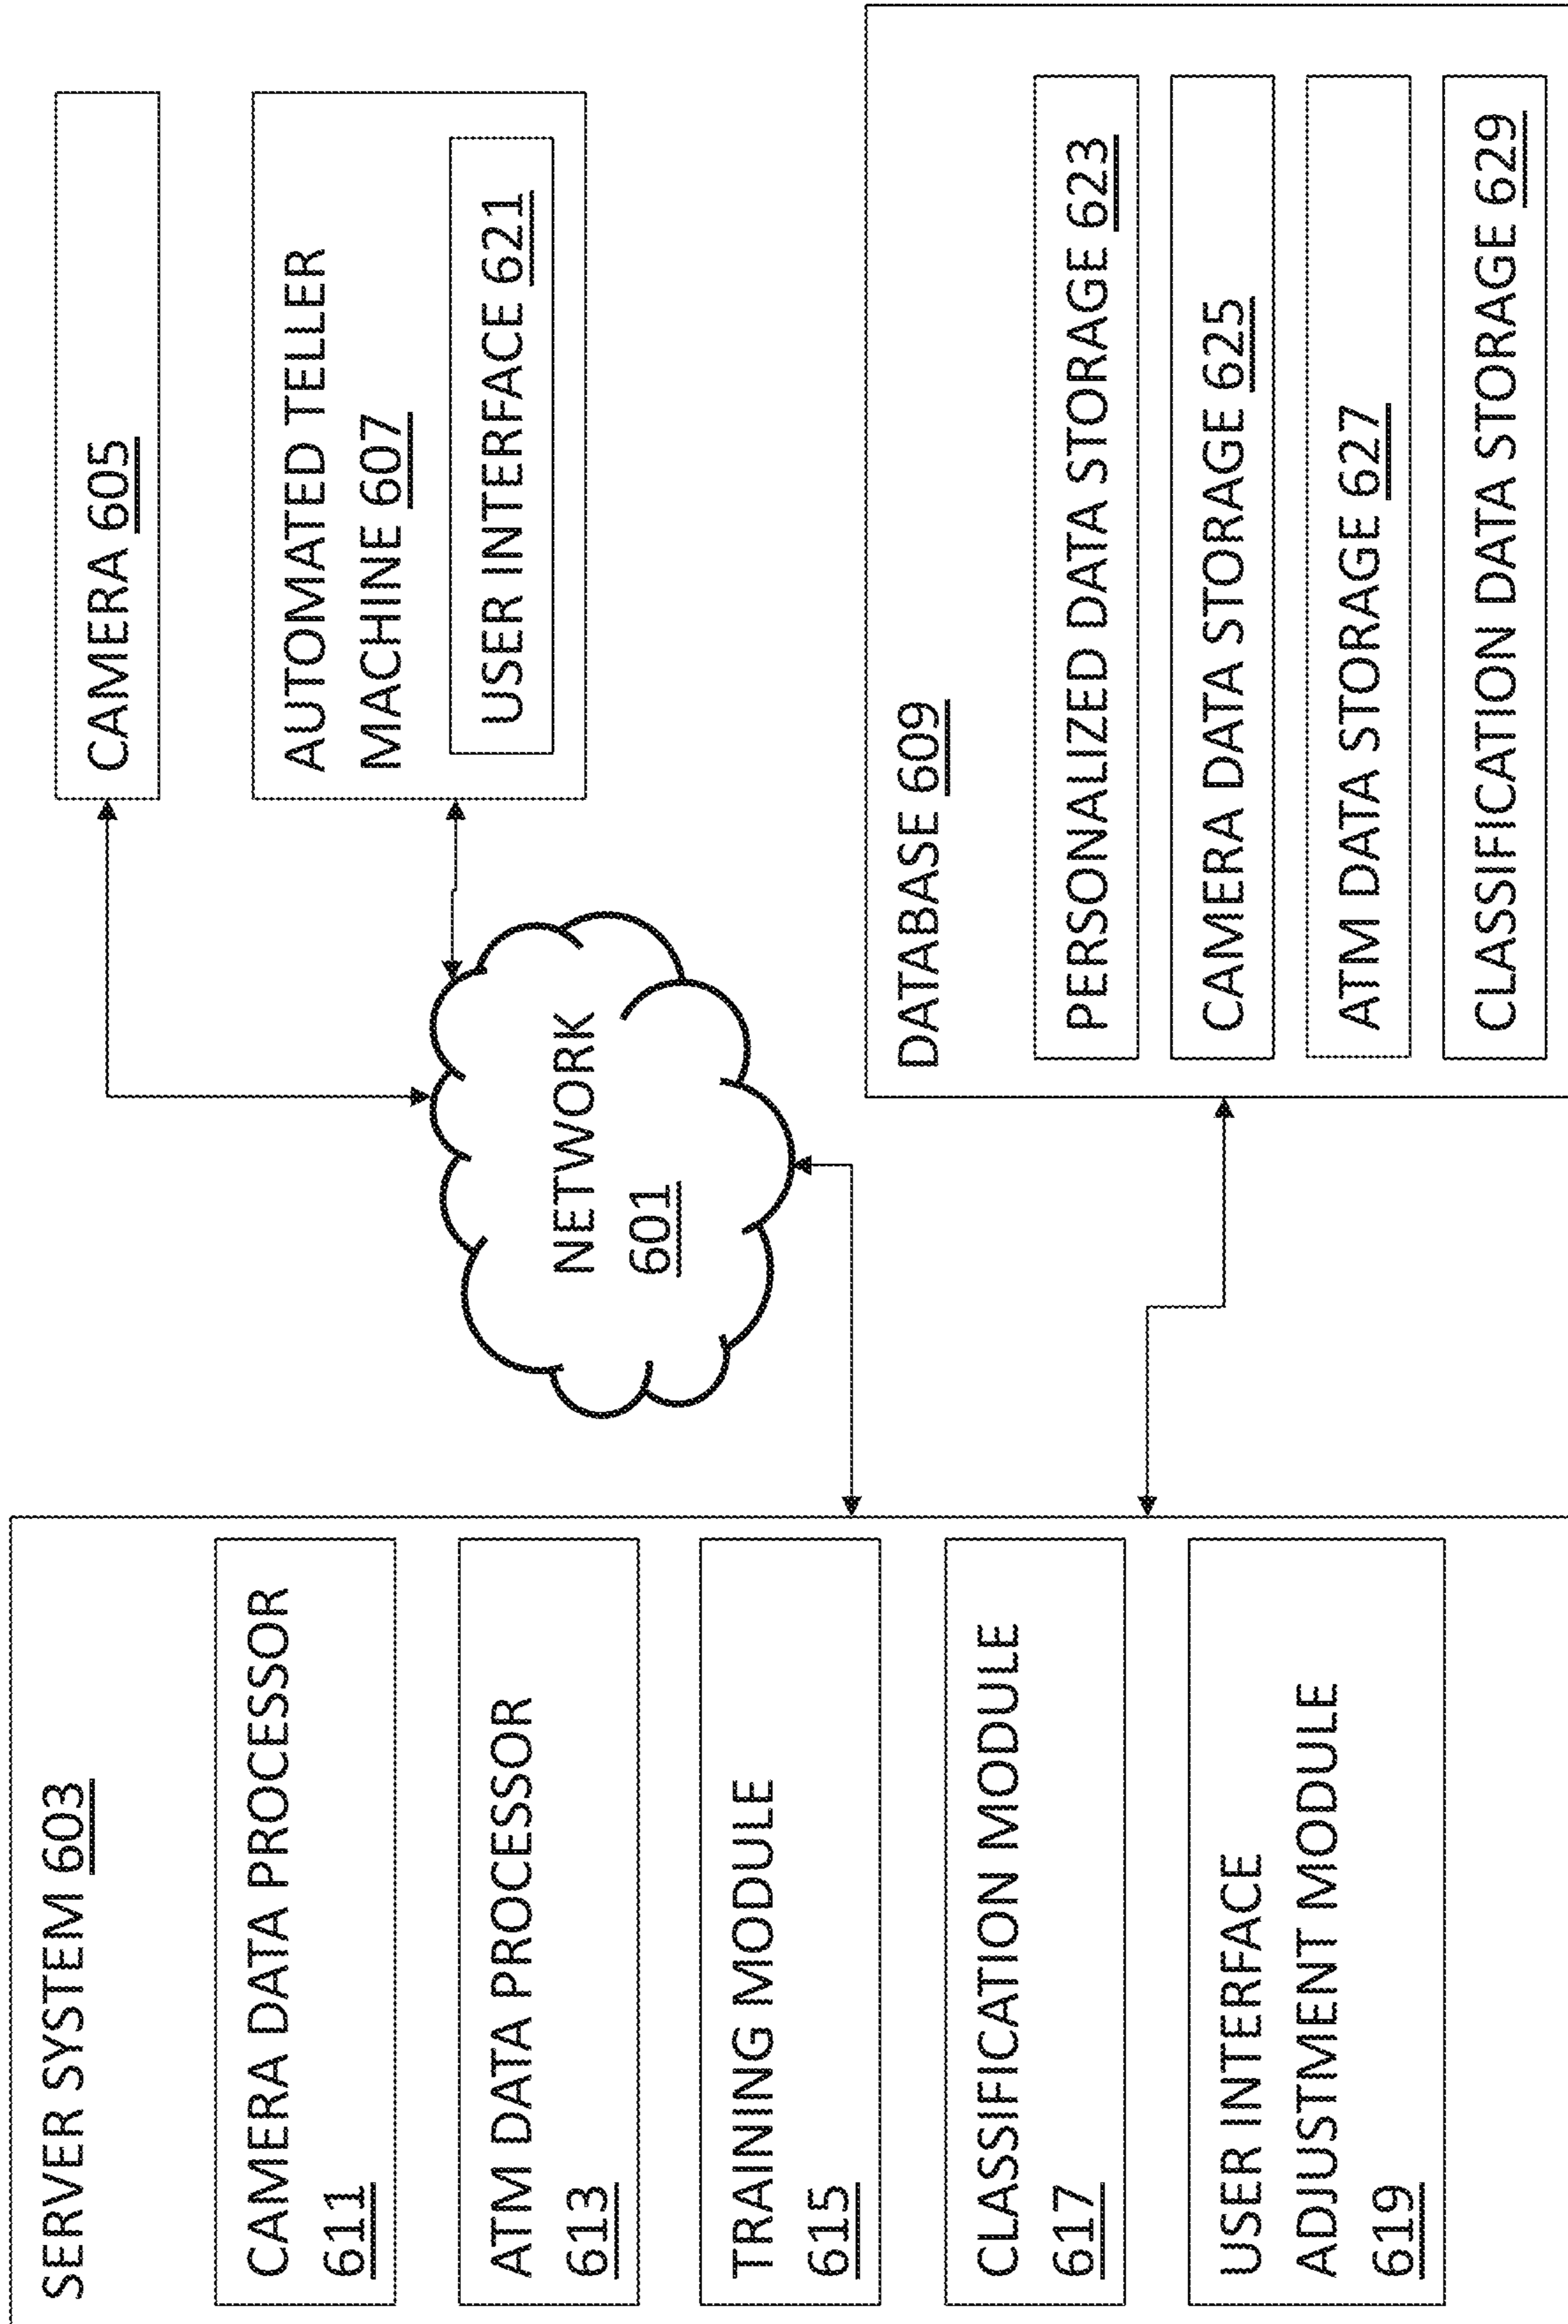 SERVER SYSTEM 603
CAMERA DATA PROCESSOR
611
ATM DATA PROCESSOR
613
TRAINING MODULE
615
CLASSIFICATION MODULE
617
USER INTERFACE
ADJUSTMENT MODULE
619
NETWORK
601
CAMERA 605
AUTOMATED TELLER
MACHINE 607
USER INTERFACE 621
DATABASE 609
PERSONALIZED DATA STORAGE 623
CAMERA DATA STORAGE 625
ATM DATA STORAGE 627
CLASSIFICATION DATA STORAGE 629